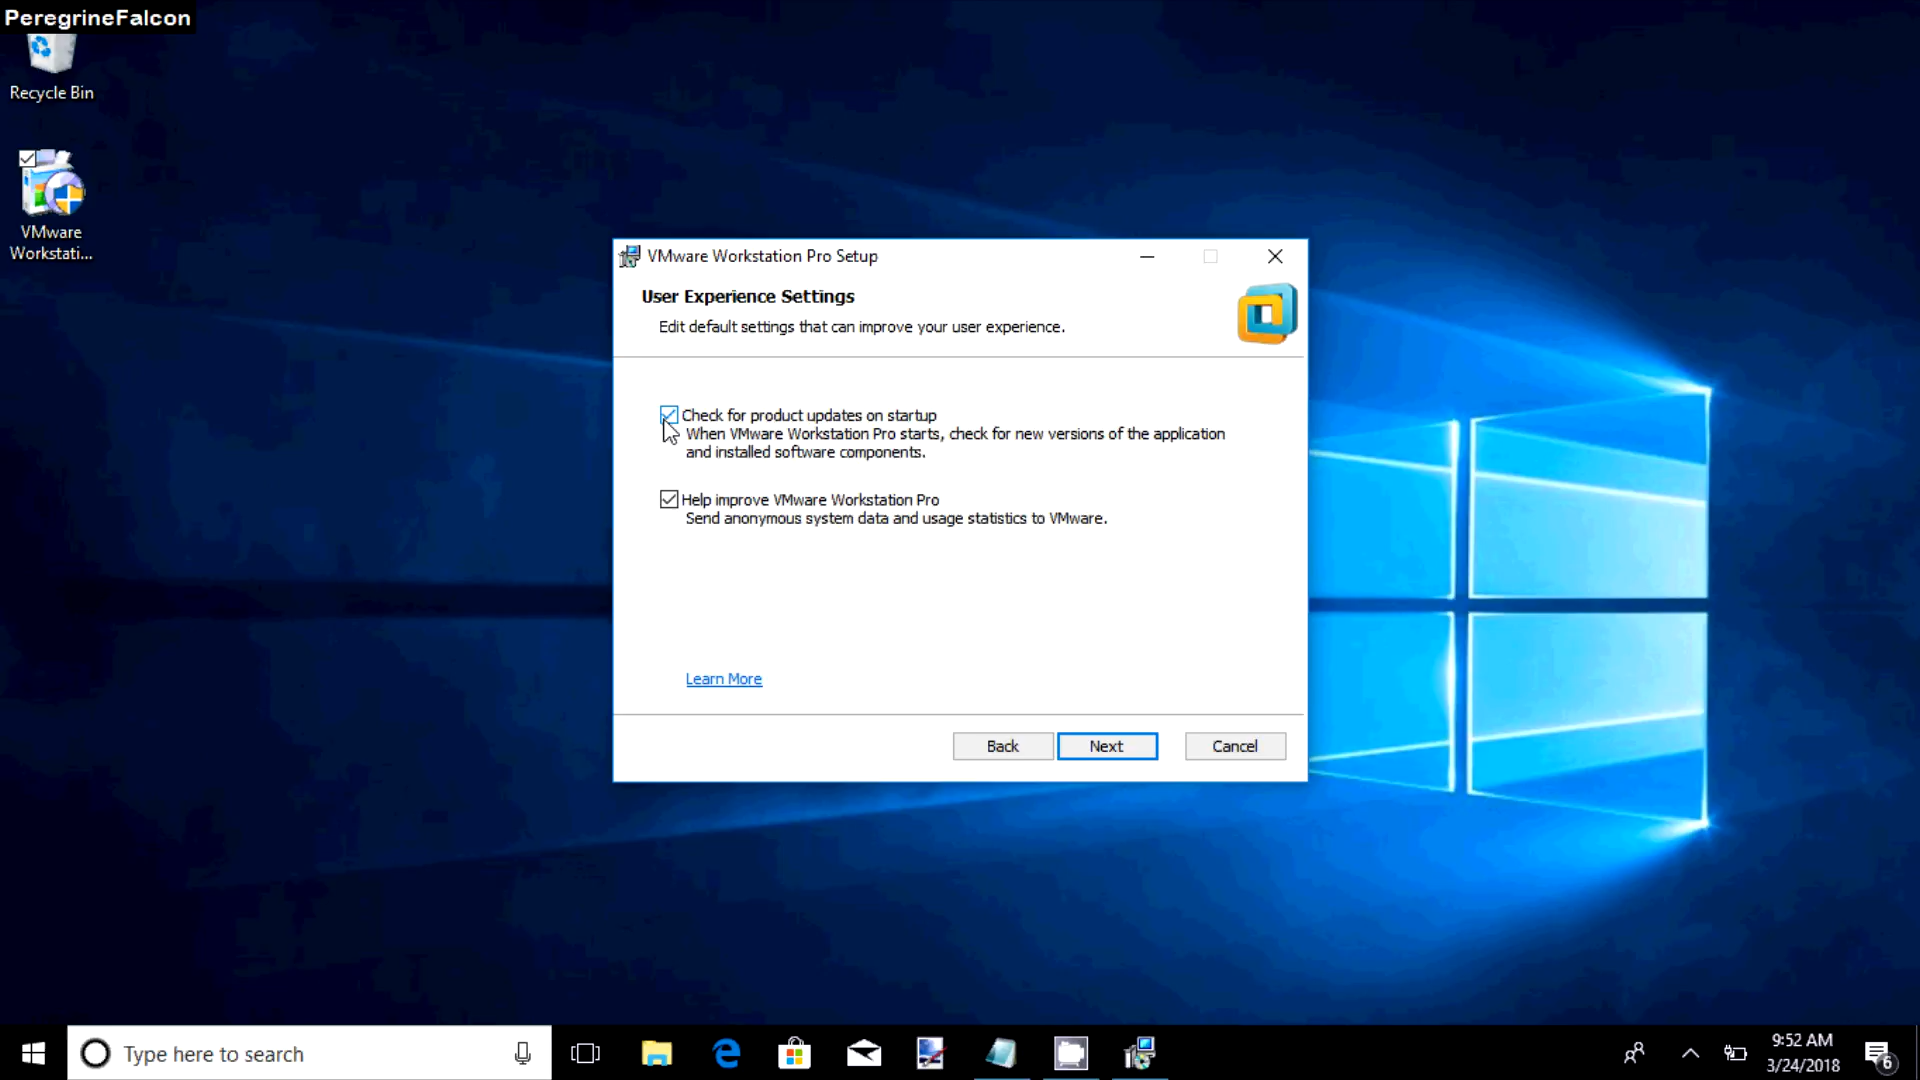 PeregrineFalcon
Recycle Bin
VMware
Workstati...
VMware Workstation Pro Setup
User Experience Settings
Edit default settings that can improve your user experience.
Check for product updates on startup
When VMware Workstation Pro starts, check for new versions of the application
and installed software components.
Help improve VMware Workstation Pro
Send anonymous system data and usage statistics to VMware.
Learn More
Back
Next
Cancel
Type here to search
9:52 AM
3/24/2018
6